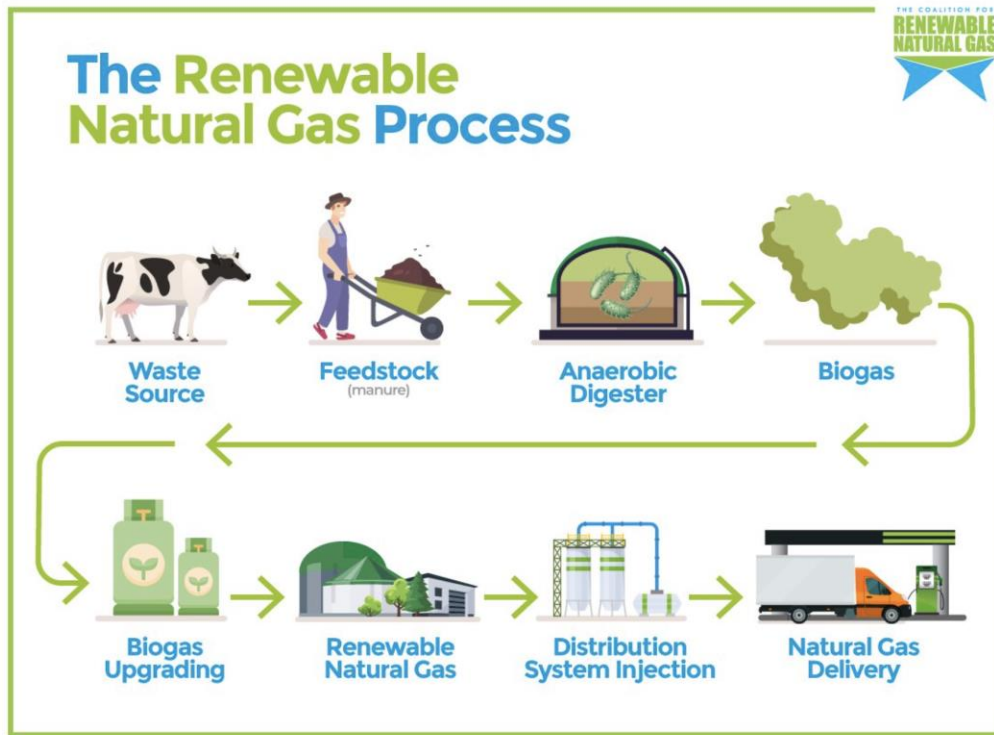 THE COALITION FOR
RENEWABLE
NATURAL GAS
The Renewable
Natural Gas Process
Waste
Source
Feedstock
(manure)
Anaerobic
Digester
Biogas
Biogas
Upgrading
Renewable
Natural Gas
Distribution
System Injection
Natural Gas
Delivery